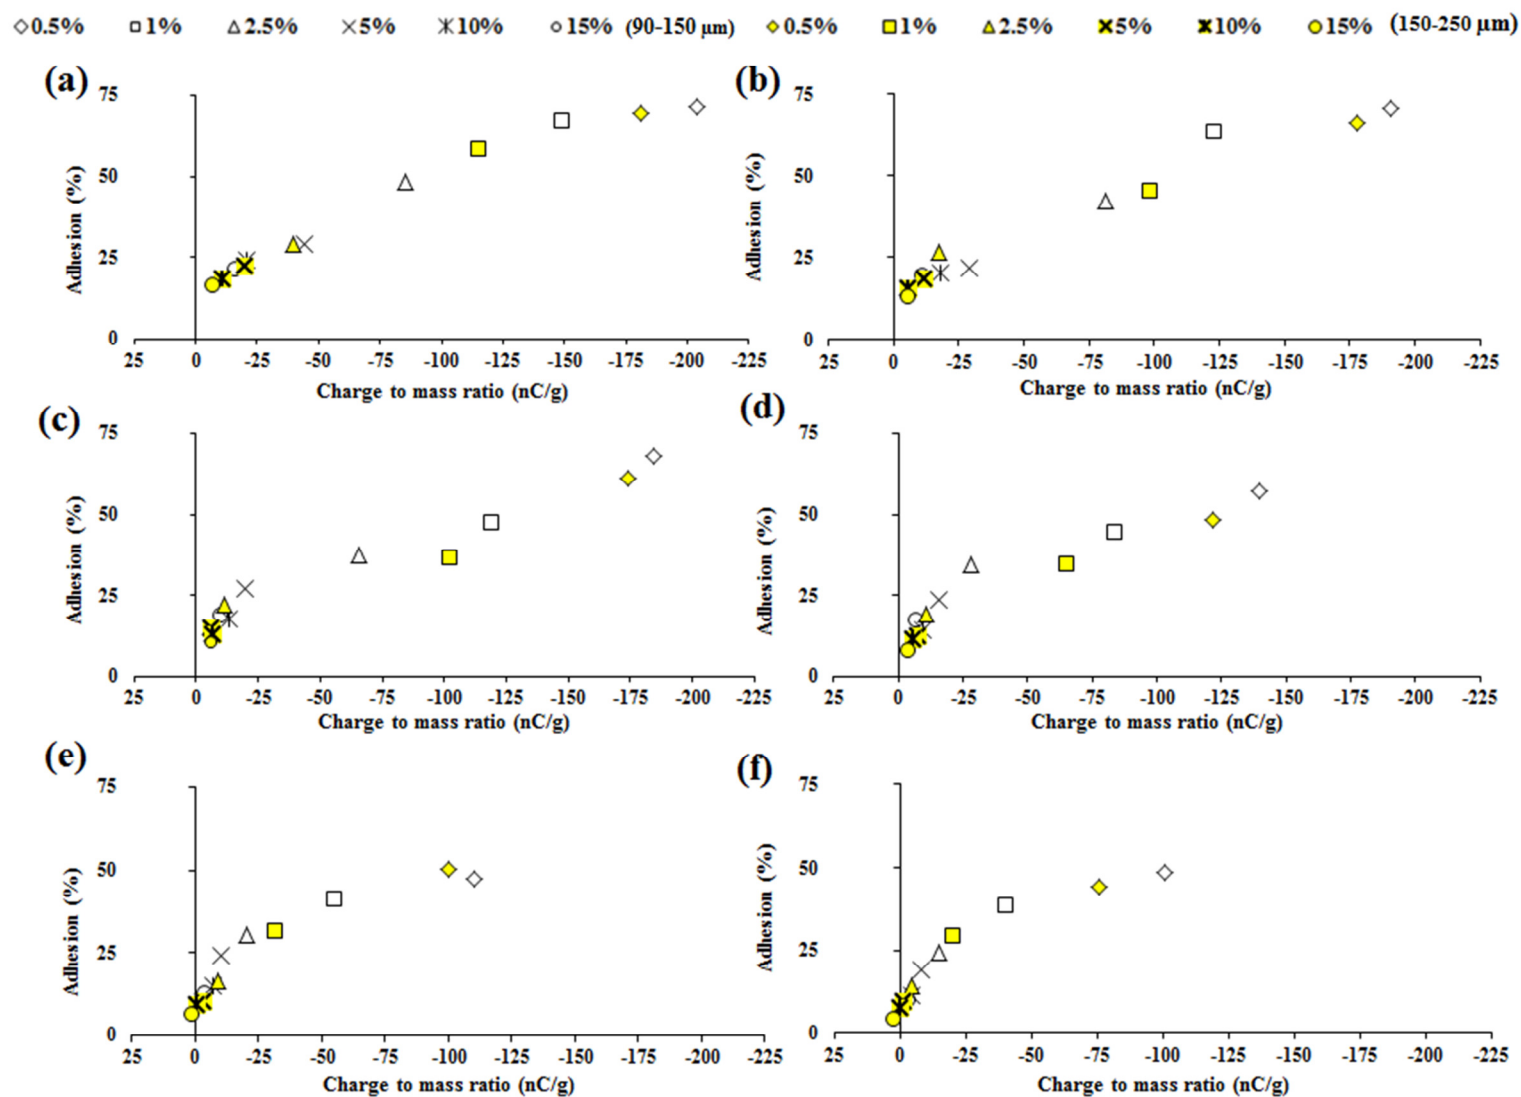 0.5% 1% 2.5% 5% 10% 15% (90-150 μm) 0.5% 1% 2.5% 5% 10% 15% (150-250 μm)
(a)
75
50
25
0
Adhesion (%)
25 0 -25 -50 -75 -100 -125 -150 -175 -200 -225
Charge to mass ratio (nC/g)
(b)
75
50
25
0
Adhesion (%)
25 0 -25 -50 -75 -100 -125 -150 -175 -200 -225
Charge to mass ratio (nC/g)
(c)
75
50
25
0
Adhesion (%)
25 0 -25 -50 -75 -100 -125 -150 -175 -200 -225
Charge to mass ratio (nC/g)
(d)
75
50
25
0
Adhesion (%)
25 0 -25 -50 -75 -100 -125 -150 -175 -200 -225
Charge to mass ratio (nC/g)
(e)
75
50
25
0
Adhesion (%)
25 0 -25 -50 -75 -100 -125 -150 -175 -200 -225
Charge to mass ratio (nC/g)
(f)
75
50
25
0
Adhesion (%)
25 0 -25 -50 -75 -100 -125 -150 -175 -200 -225
Charge to mass ratio (nC/g)